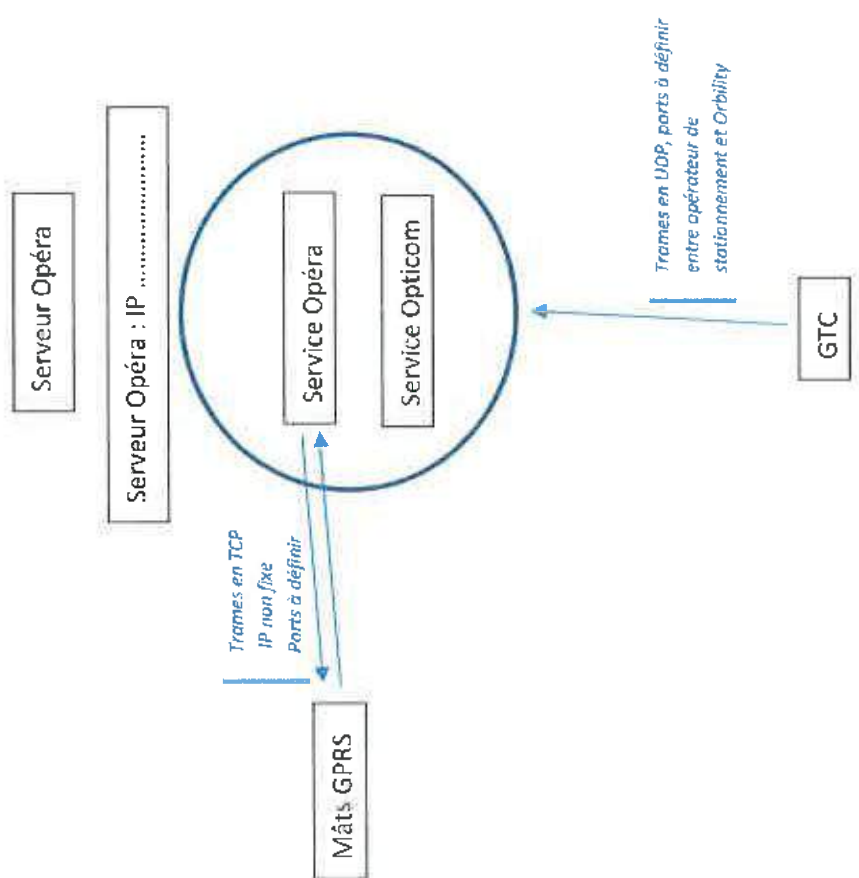 Serveur Opéra
Serveur Opéra : IP ........................
Service Opéra
Service Opticom
Trames en TCP
IP non fixe
Ports à définir
Mâts GPRS
Trames en UDP, ports à définir
entre opérateur de
stationnement et Orbility
GTC